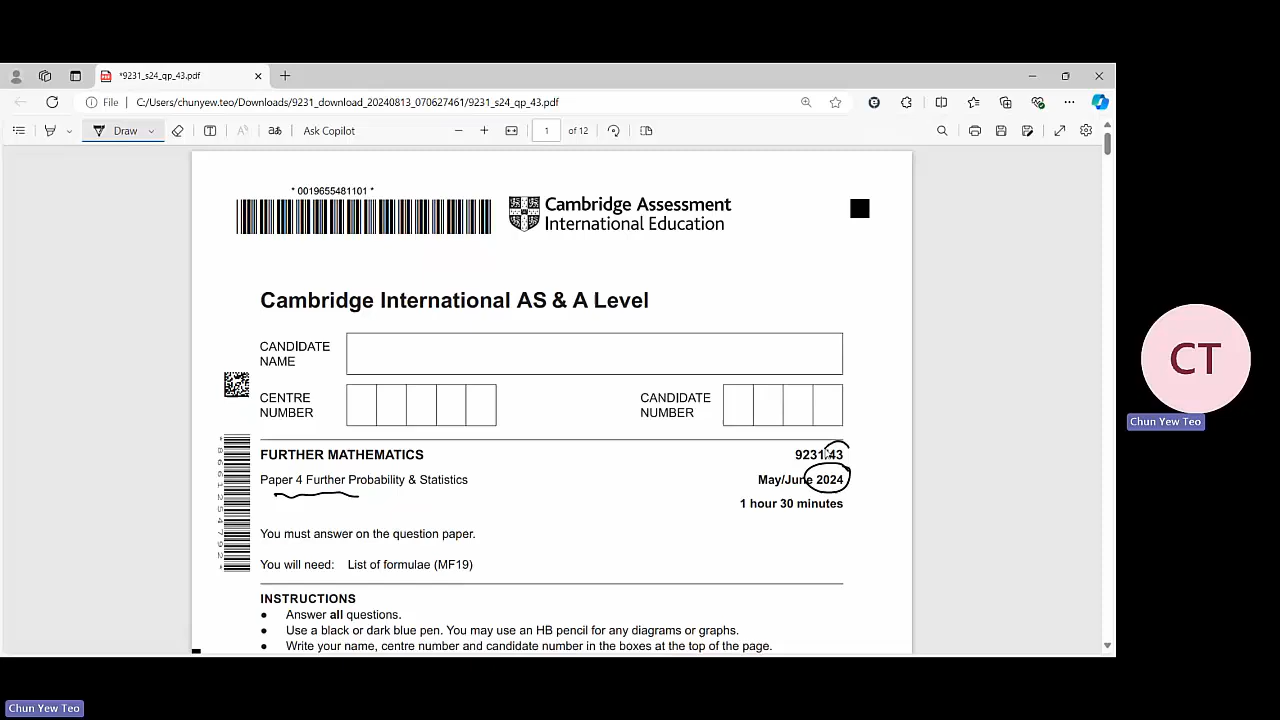 *9231_s24_qp_43.pdf
File C:/Users/chunyew.teo/Downloads/9231_download_20240913_070627461/9231_s24_qp_43.pdf
Draw
Ask Copilot
1 of 12
* 0019655481101 *
Cambridge Assessment
International Education
Cambridge International AS & A Level
CANDIDATE
NAME
CENTRE
NUMBER
CANDIDATE
NUMBER
FURTHER MATHEMATICS 9231/43
Paper 4 Further Probability & Statistics May/June 2024
1 hour 30 minutes
You must answer on the question paper.
You will need: List of formulae (MF19)
INSTRUCTIONS
● Answer all questions.
● Use a black or dark blue pen. You may use an HB pencil for any diagrams or graphs.
● Write your name, centre number and candidate number in the boxes at the top of the page.
CT
Chun Yew Teo
Chun Yew Teo